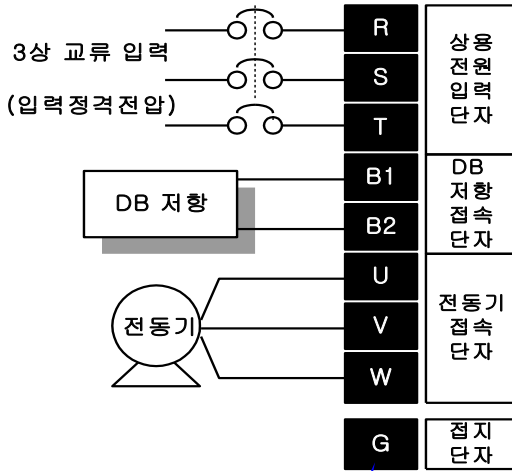 3상 교류 입력
(입력정격전압)
R
S
T
상용
전원
입력
단자
DB 저항
B1
B2
DB
저항
접속
단자
전동기
U
V
W
전동기
접속
단자
G
접지
단자